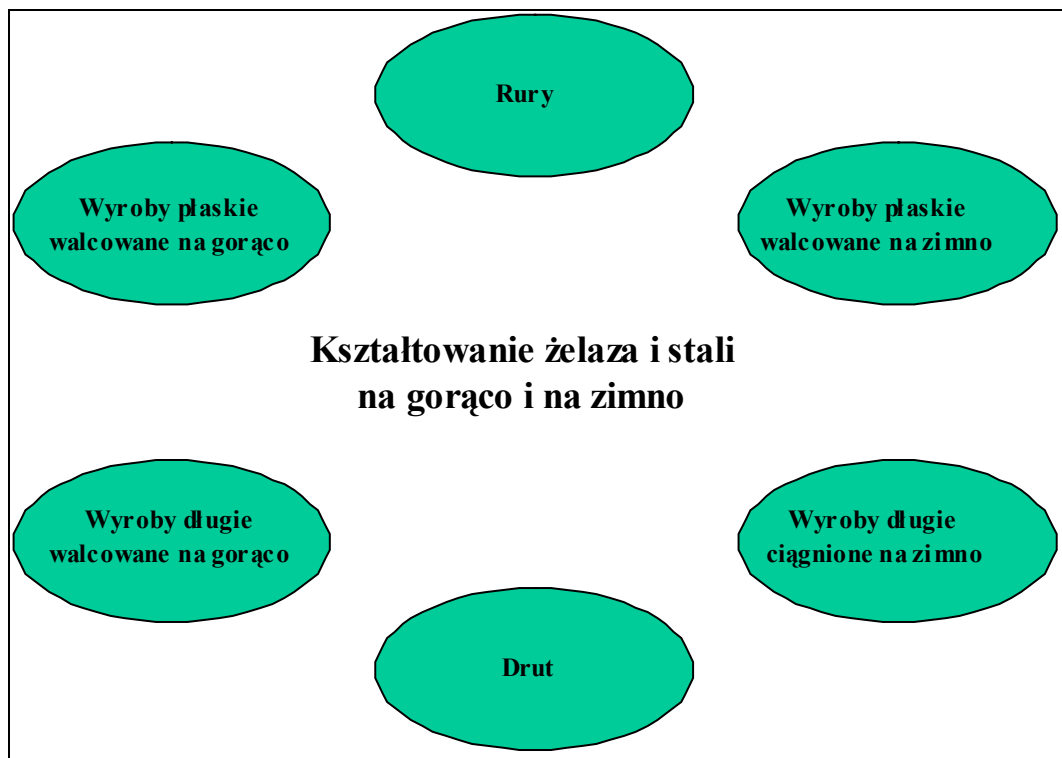 Rury
Wyroby płaskie
walcowane na gorąco
Wyroby płaskie
walcowane na zimno
Kształtowanie żelaza i stali
na gorąco i na zimno
Wyroby długie
walcowane na gorąco
Wyroby długie
ciągnione na zimno
Drut